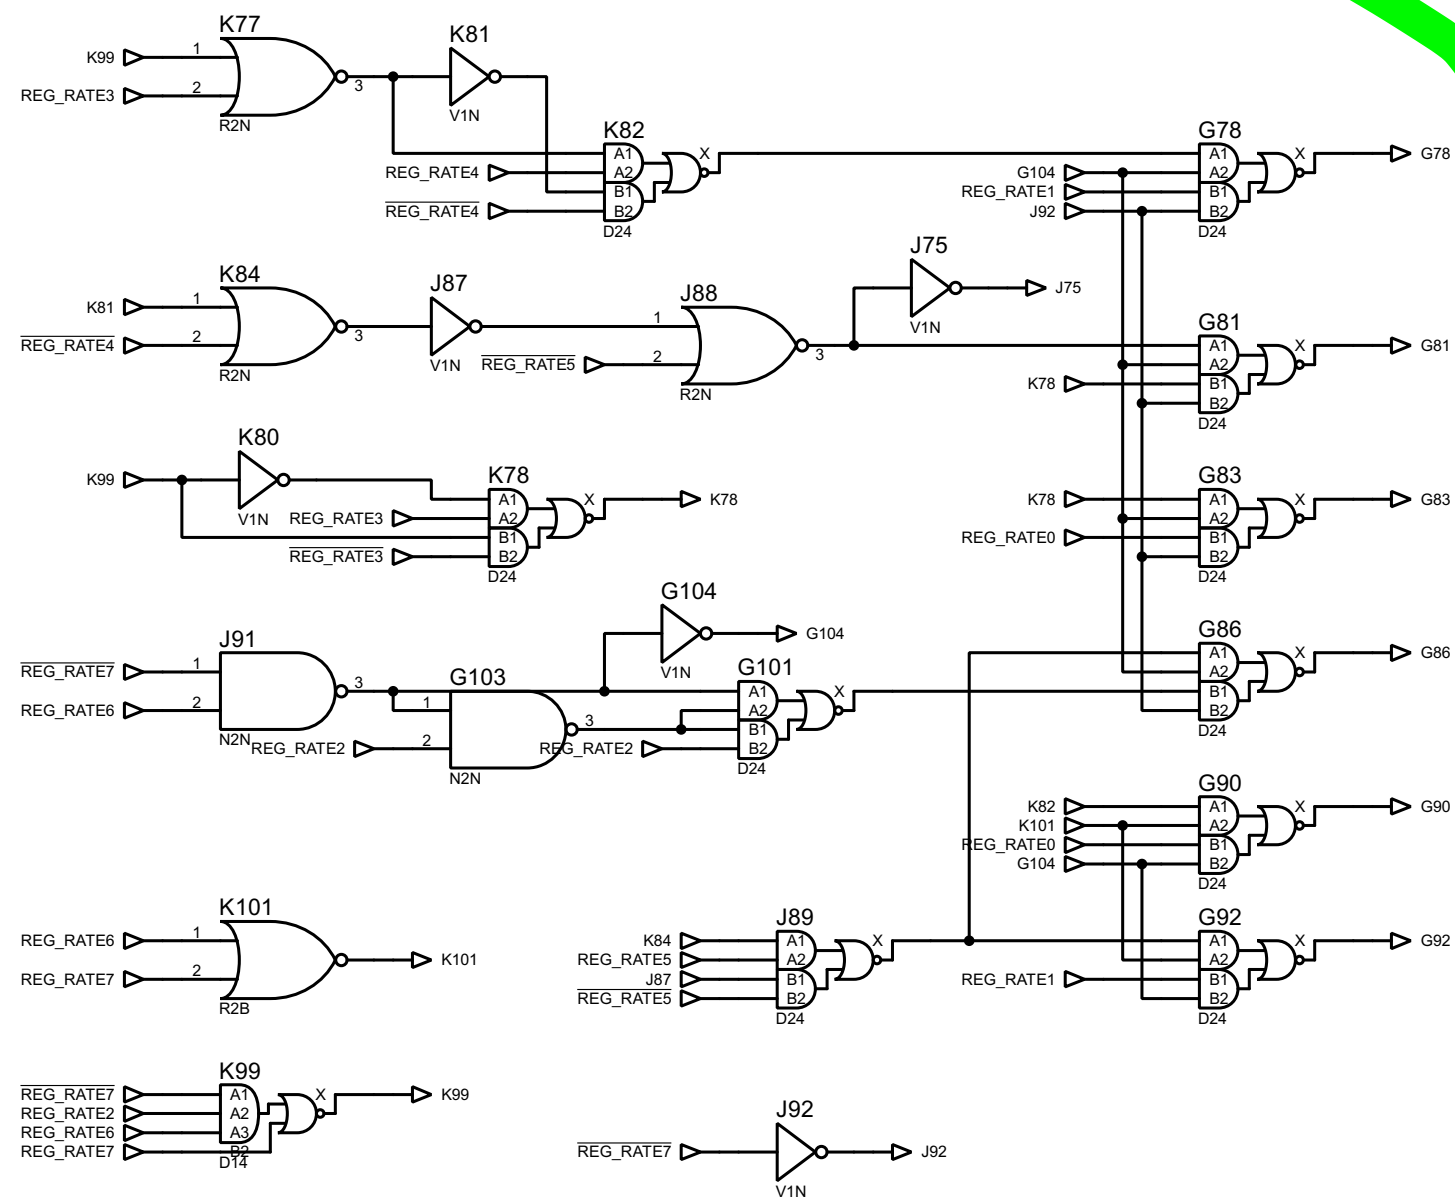 K77
K99 1
REG_RATE3 2
3
R2N
K81
V1N
K82
A1 X
REG_RATE4 A2
B1
REG_RATE4 B2
D24
G78
A1 X G78
G104 A2
REG_RATE1 B1
J92 B2
D24
K84
K81 1
REG_RATE4 2
3
R2N
J87
V1N
J88
1
REG_RATE5 2
3
R2N
J75
J75
V1N
G81
A1 X G81
A2
K78 B1
B2
D24
K80
K99
V1N
K78
A1 X K78
REG_RATE3 A2
B1
REG_RATE3 B2
D24
G83
K78 A1 X G83
A2
REG_RATE0 B1
B2
D24
J91
REG_RATE7 1
REG_RATE6 2
3
N2N
G103
1
REG_RATE2 2
3
N2N
G104
G104
V1N
G101
A1 X
A2
B1
REG_RATE2 B2
D24
G86
A1 X G86
A2
B1
B2
D24
G90
K82 A1 X G90
K101 A2
REG_RATE0 B1
G104 B2
D24
K101
REG_RATE6 1
REG_RATE7 2
K101
R2B
J89
K84 A1 X
REG_RATE5 A2
J87 B1
REG_RATE5 B2
D24
G92
A1 X G92
A2
REG_RATE1 B1
B2
D24
K99
REG_RATE7 A1 X K99
REG_RATE2 A2
REG_RATE6 A3
REG_RATE7 B2
D14
J92
REG_RATE7 J92
V1N